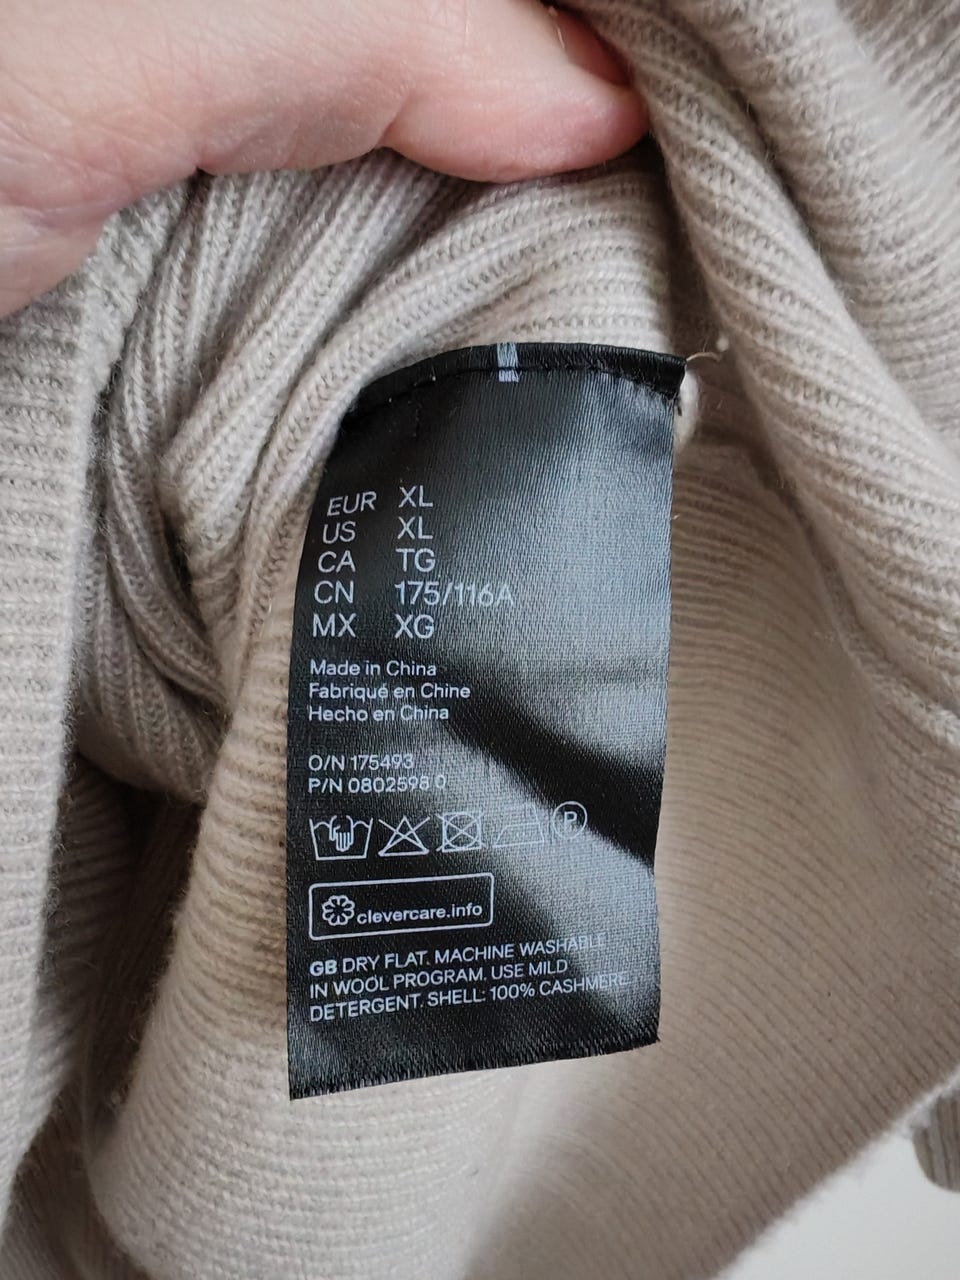 EUR XL
US XL
CA TG
CN 175/116A
MX XG
Made in China
Fabriqué en Chine
Hecho en China
O/N 175493
P/N 0802598 0
P
clevercare.info
GB DRY FLAT. MACHINE WASHABLE
IN WOOL PROGRAM. USE MILD
DETERGENT. SHELL: 100% CASHMERE.